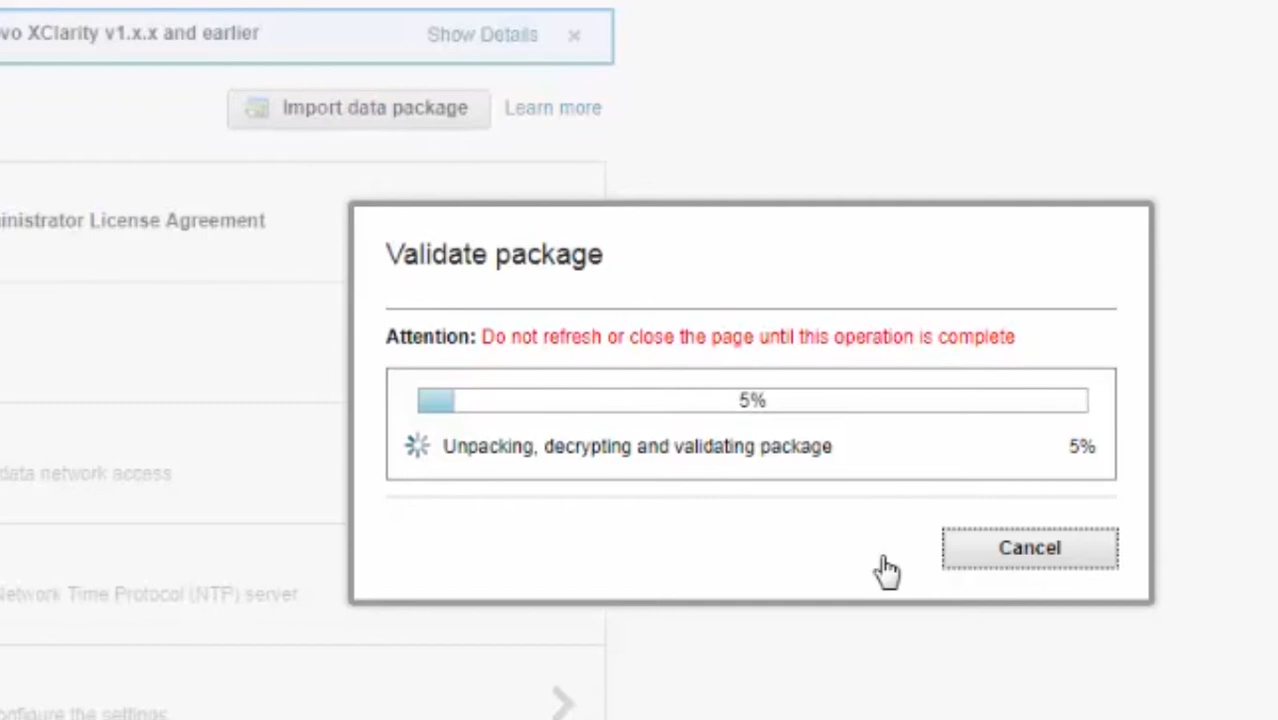 vo XClarity v1.x.x and earlier Show Details ×
Import data package Learn more
inistrator License Agreement
Validate package
Attention: Do not refresh or close the page until this operation is complete
5%
Unpacking, decrypting and validating package 5%
data network access
Cancel
Network Time Protocol (NTP) server
onfigure the settings.